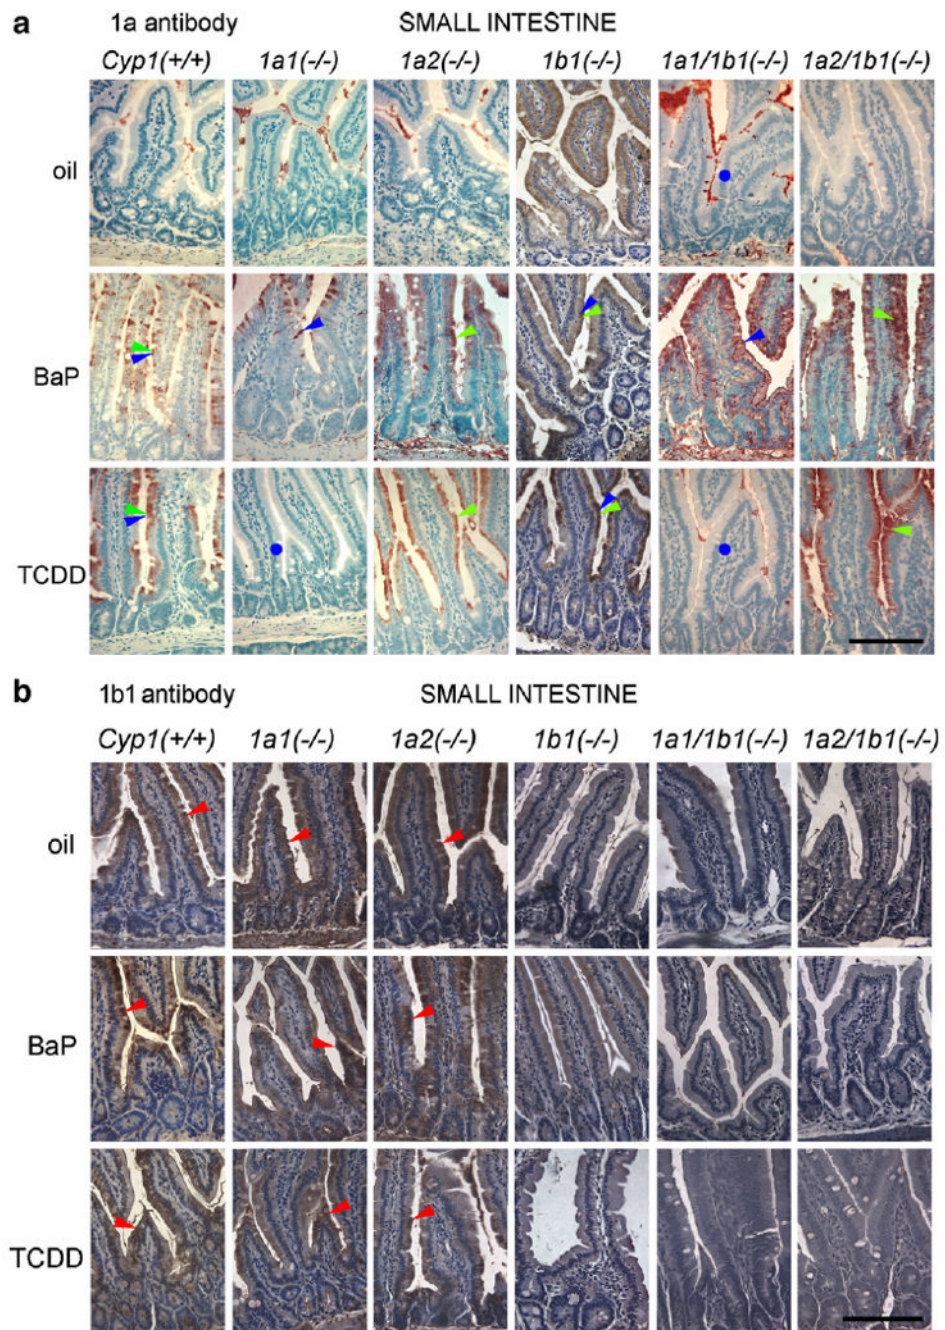 a 1a antibody SMALL INTESTINE
Cyp1(+/+) 1a1(-/-) 1a2(-/-) 1b1(-/-) 1a1/1b1(-/-) 1a2/1b1(-/-)
oil
BaP
TCDD
b 1b1 antibody SMALL INTESTINE
Cyp1(+/+) 1a1(-/-) 1a2(-/-) 1b1(-/-) 1a1/1b1(-/-) 1a2/1b1(-/-)
oil
BaP
TCDD